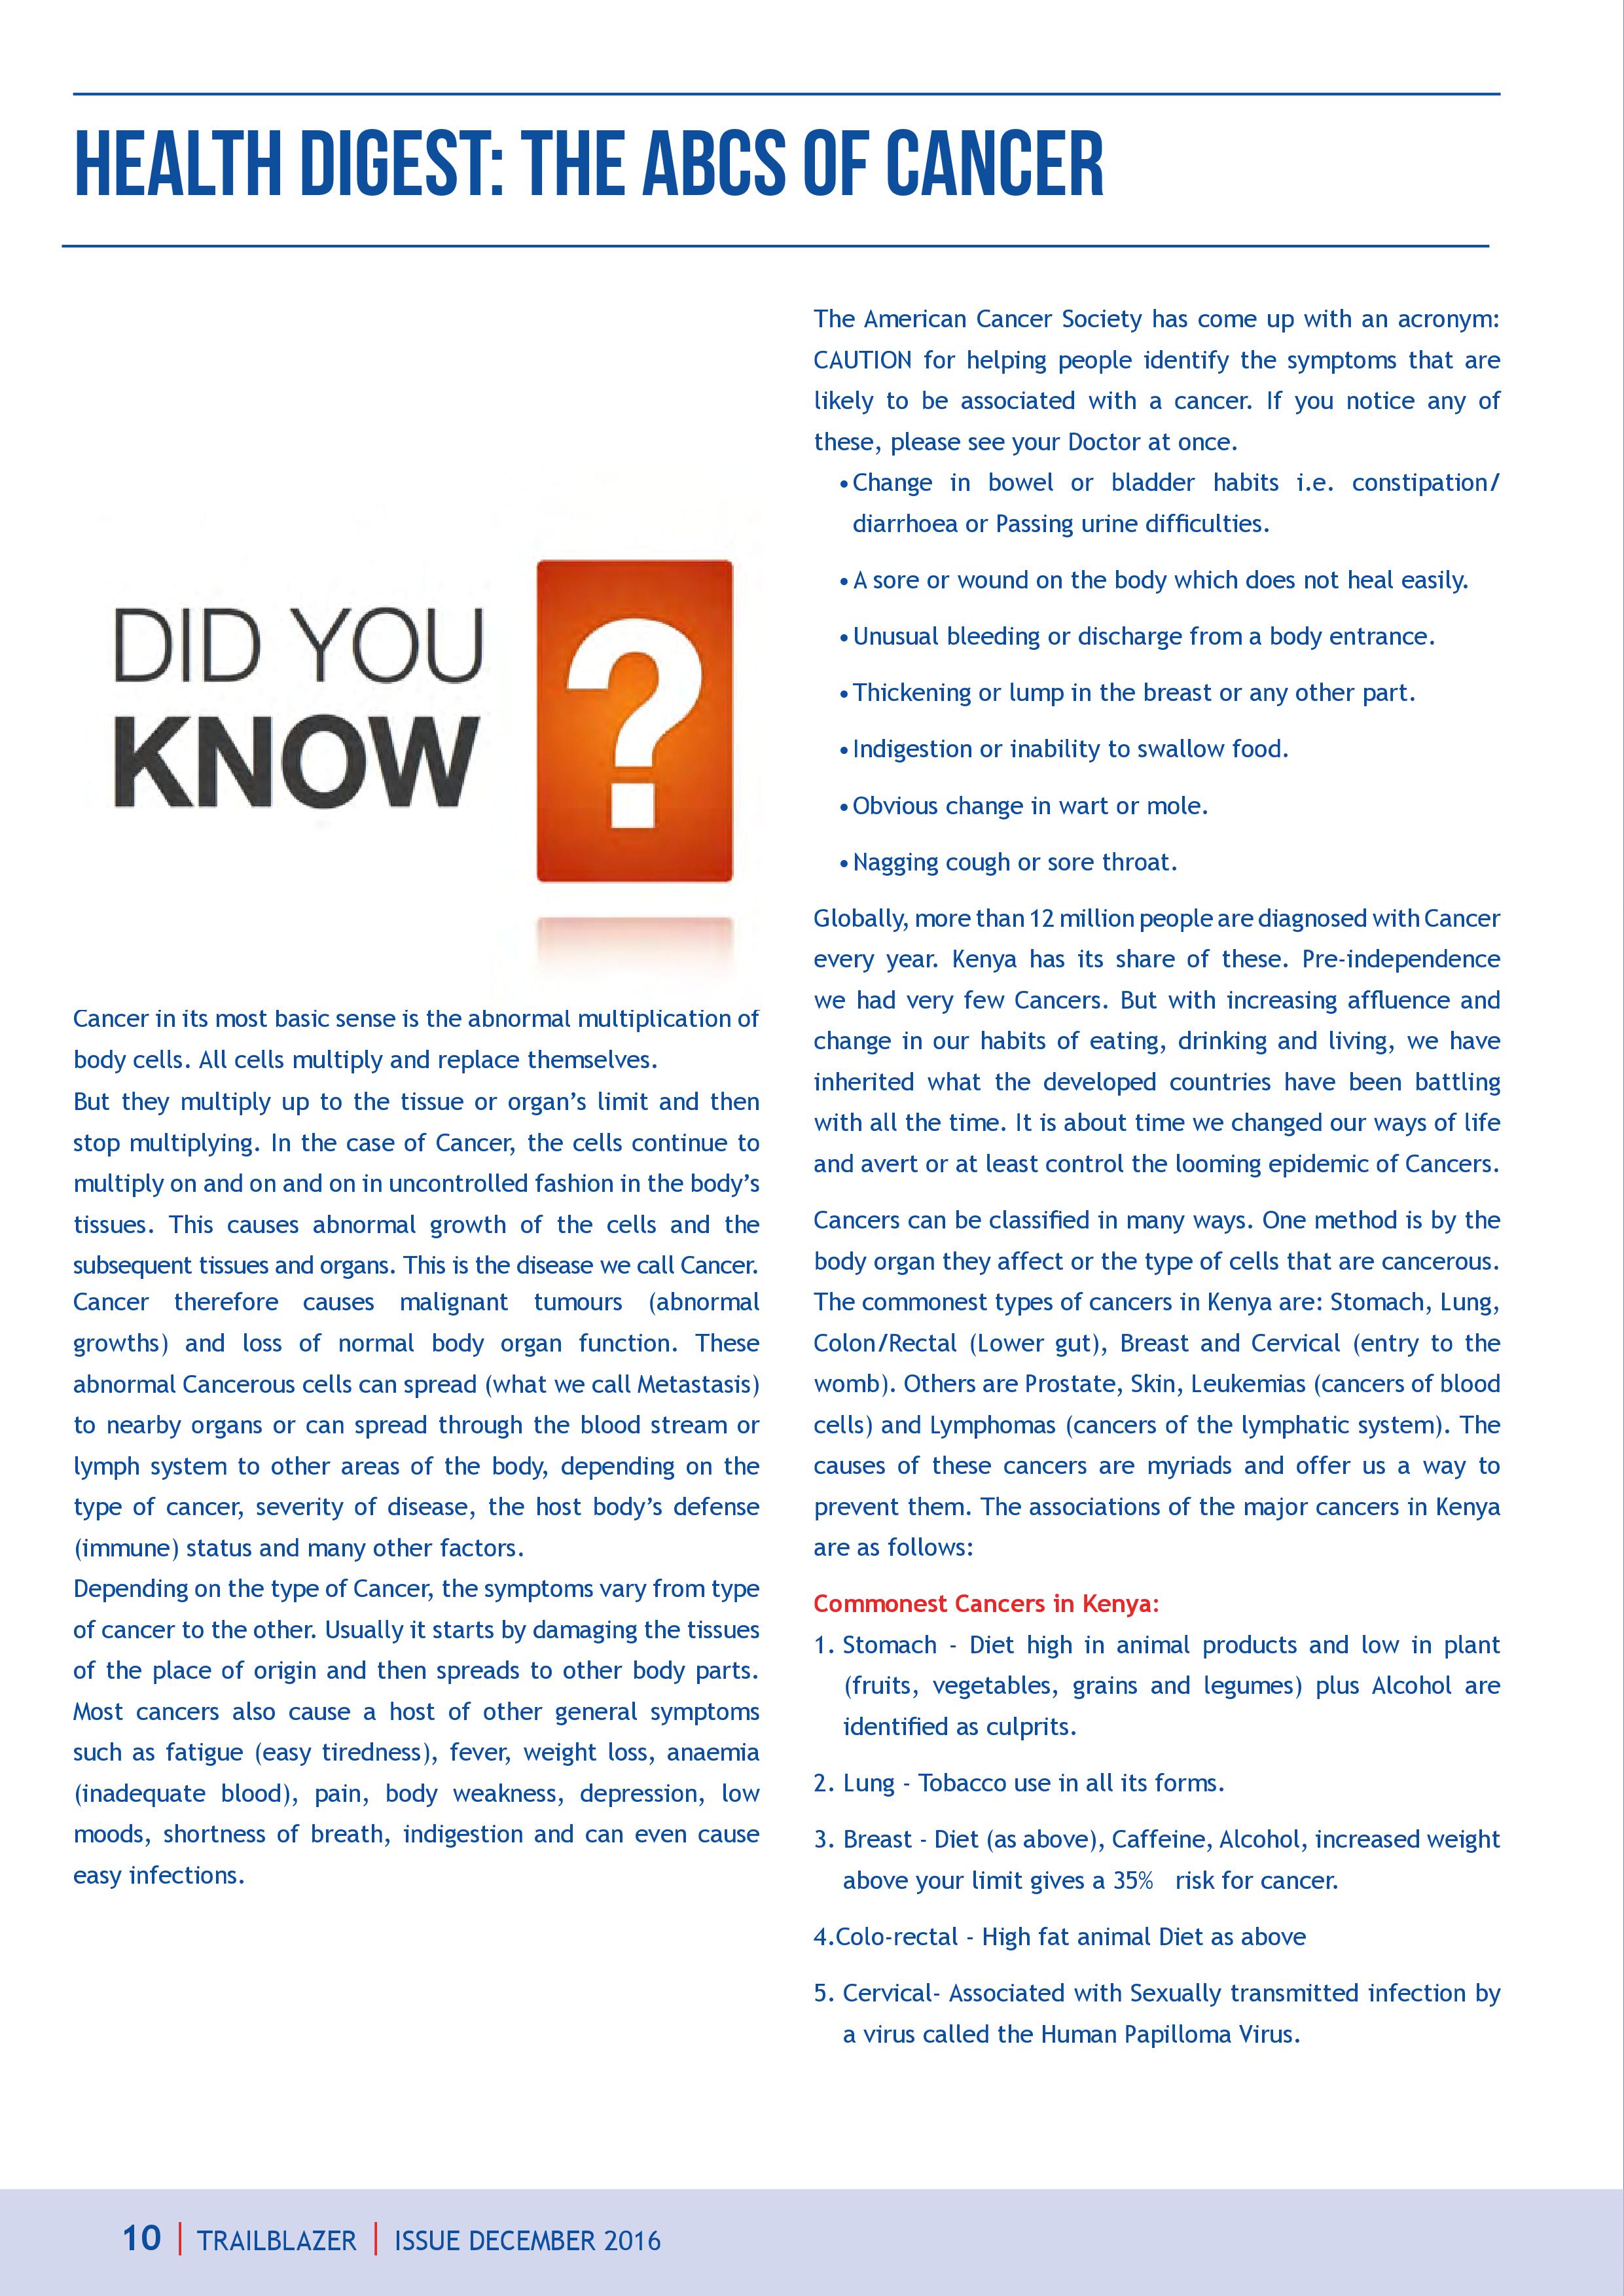 HEALTH DIGEST: THE ABCS OF CANCER
DID YOU
KNOW
?
Cancer in its most basic sense is the abnormal multiplication of
body cells. All cells multiply and replace themselves.
But they multiply up to the tissue or organ’s limit and then
stop multiplying. In the case of Cancer, the cells continue to
multiply on and on and on in uncontrolled fashion in the body’s
tissues. This causes abnormal growth of the cells and the
subsequent tissues and organs. This is the disease we call Cancer.
Cancer therefore causes malignant tumours (abnormal
growths) and loss of normal body organ function. These
abnormal Cancerous cells can spread (what we call Metastasis)
to nearby organs or can spread through the blood stream or
lymph system to other areas of the body, depending on the
type of cancer, severity of disease, the host body’s defense
(immune) status and many other factors.
Depending on the type of Cancer, the symptoms vary from type
of cancer to the other. Usually it starts by damaging the tissues
of the place of origin and then spreads to other body parts.
Most cancers also cause a host of other general symptoms
such as fatigue (easy tiredness), fever, weight loss, anaemia
(inadequate blood), pain, body weakness, depression, low
moods, shortness of breath, indigestion and can even cause
easy infections.
The American Cancer Society has come up with an acronym:
CAUTION for helping people identify the symptoms that are
likely to be associated with a cancer. If you notice any of
these, please see your Doctor at once.
•Change in bowel or bladder habits i.e. constipation/
diarrhoea or Passing urine difficulties.
•A sore or wound on the body which does not heal easily.
•Unusual bleeding or discharge from a body entrance.
•Thickening or lump in the breast or any other part.
•Indigestion or inability to swallow food.
•Obvious change in wart or mole.
•Nagging cough or sore throat.
Globally, more than 12 million people are diagnosed with Cancer
every year. Kenya has its share of these. Pre-independence
we had very few Cancers. But with increasing affluence and
change in our habits of eating, drinking and living, we have
inherited what the developed countries have been battling
with all the time. It is about time we changed our ways of life
and avert or at least control the looming epidemic of Cancers.
Cancers can be classified in many ways. One method is by the
body organ they affect or the type of cells that are cancerous.
The commonest types of cancers in Kenya are: Stomach, Lung,
Colon/Rectal (Lower gut), Breast and Cervical (entry to the
womb). Others are Prostate, Skin, Leukemias (cancers of blood
cells) and Lymphomas (cancers of the lymphatic system). The
causes of these cancers are myriads and offer us a way to
prevent them. The associations of the major cancers in Kenya
are as follows:
Commonest Cancers in Kenya:
1. Stomach - Diet high in animal products and low in plant
(fruits, vegetables, grains and legumes) plus Alcohol are
identified as culprits.
2. Lung - Tobacco use in all its forms.
3. Breast - Diet (as above), Caffeine, Alcohol, increased weight
above your limit gives a 35% risk for cancer.
4.Colo-rectal - High fat animal Diet as above
5. Cervical- Associated with Sexually transmitted infection by
a virus called the Human Papilloma Virus.
10 | TRAILBLAZER | ISSUE DECEMBER 2016